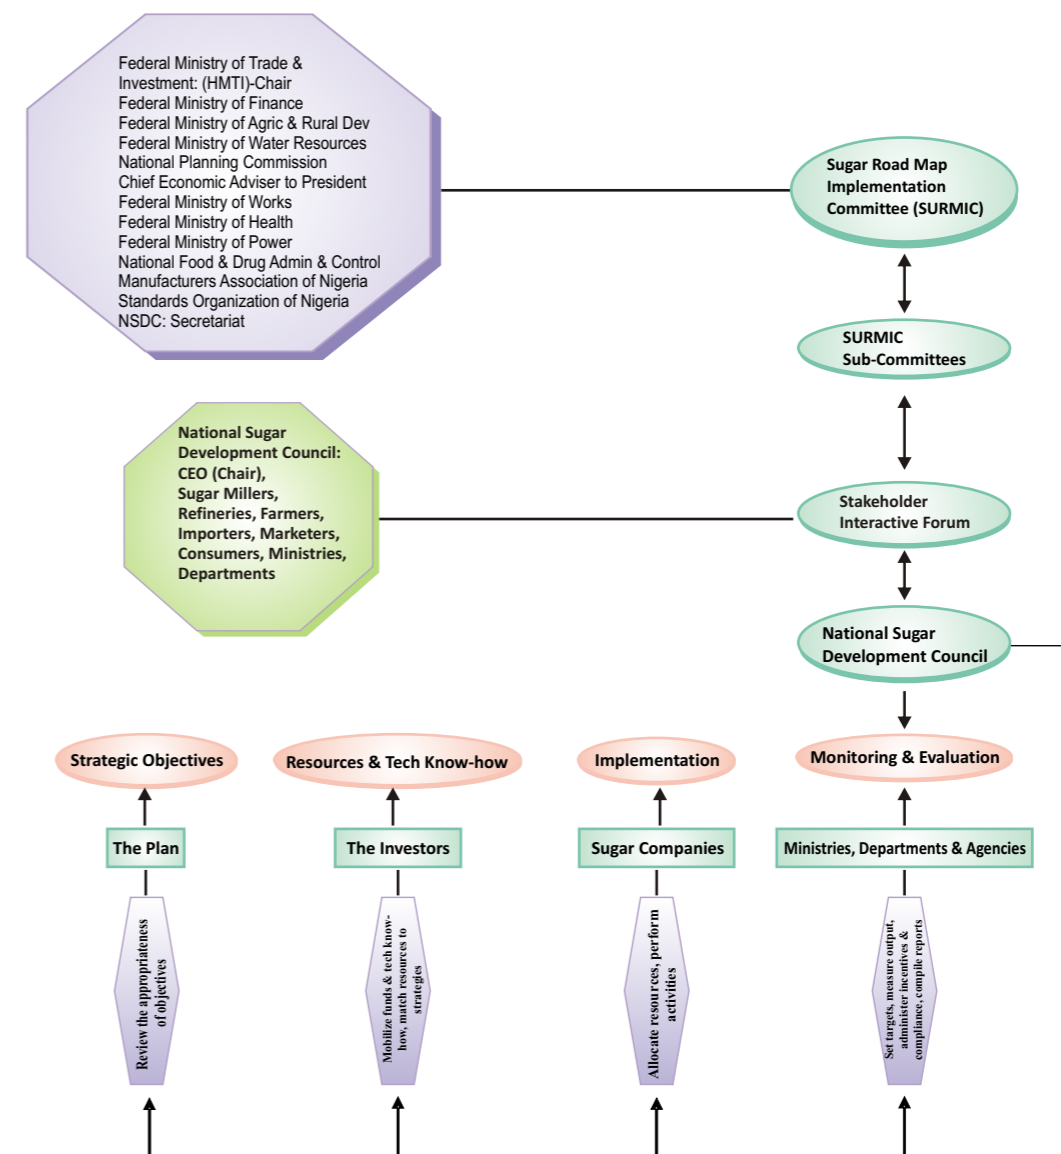 Federal Ministry of Trade &
Investment: (HMTI)-Chair
Federal Ministry of Finance
Federal Ministry of Agric & Rural Dev
Federal Ministry of Water Resources
National Planning Commission
Chief Economic Adviser to President
Federal Ministry of Works
Federal Ministry of Health
Federal Ministry of Power
National Food & Drug Admin & Control
Manufacturers Association of Nigeria
Standards Organization of Nigeria
NSDC: Secretariat
Sugar Road Map
Implementation
Committee (SURMIC)
SURMIC
Sub-Committees
National Sugar
Development Council:
CEO (Chair),
Sugar Millers,
Refineries, Farmers,
Importers, Marketers,
Consumers, Ministries,
Departments
Stakeholder
Interactive Forum
National Sugar
Development Council
Strategic Objectives
Resources & Tech Know-how
Implementation
Monitoring & Evaluation
The Plan
The Investors
Sugar Companies
Ministries, Departments & Agencies
Review the appropriateness
of objectives
Mobilize funds & tech know-
how, match resources to
strategies
Allocate resources, perform
activities
Set targets, measure output,
administer incentives &
compliance, compile reports